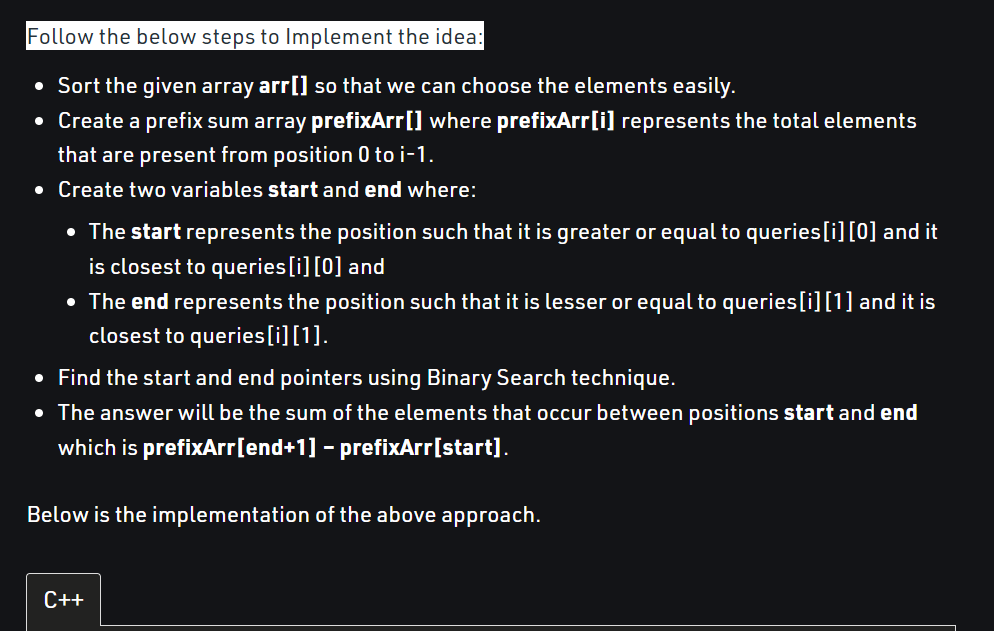 Follow the below steps to Implement the idea:
• Sort the given array arr[] so that we can choose the elements easily.
• Create a prefix sum array prefixArr[] where prefixArr[i] represents the total elements
that are present from position 0 to i-1.
• Create two variables start and end where:
• The start represents the position such that it is greater or equal to queries[i][0] and it
is closest to queries[i][0] and
• The end represents the position such that it is lesser or equal to queries[i][1] and it is
closest to queries[i][1].
• Find the start and end pointers using Binary Search technique.
• The answer will be the sum of the elements that occur between positions start and end
which is prefixArr[end+1] – prefixArr[start].
Below is the implementation of the above approach.
C++